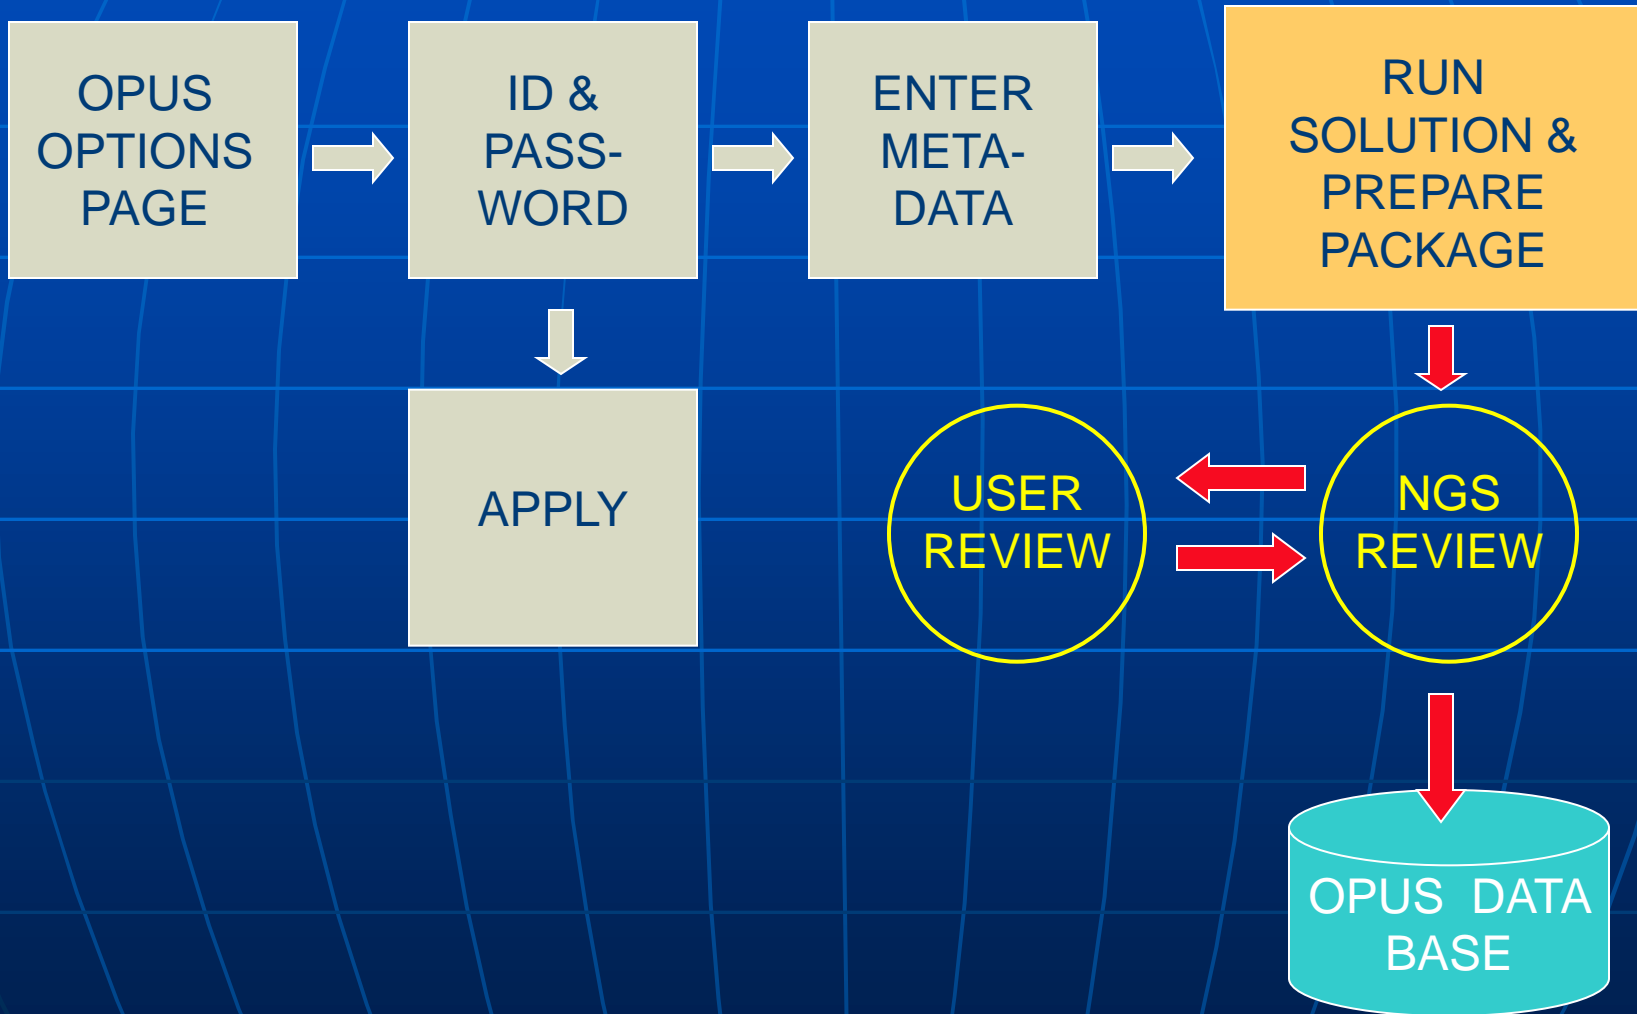 OPUS
OPTIONS
PAGE
ID &
PASS-
WORD
ENTER
META-
DATA
RUN
SOLUTION &
PREPARE
PACKAGE
APPLY
USER
REVIEW
NGS
REVIEW
OPUS DATA
BASE